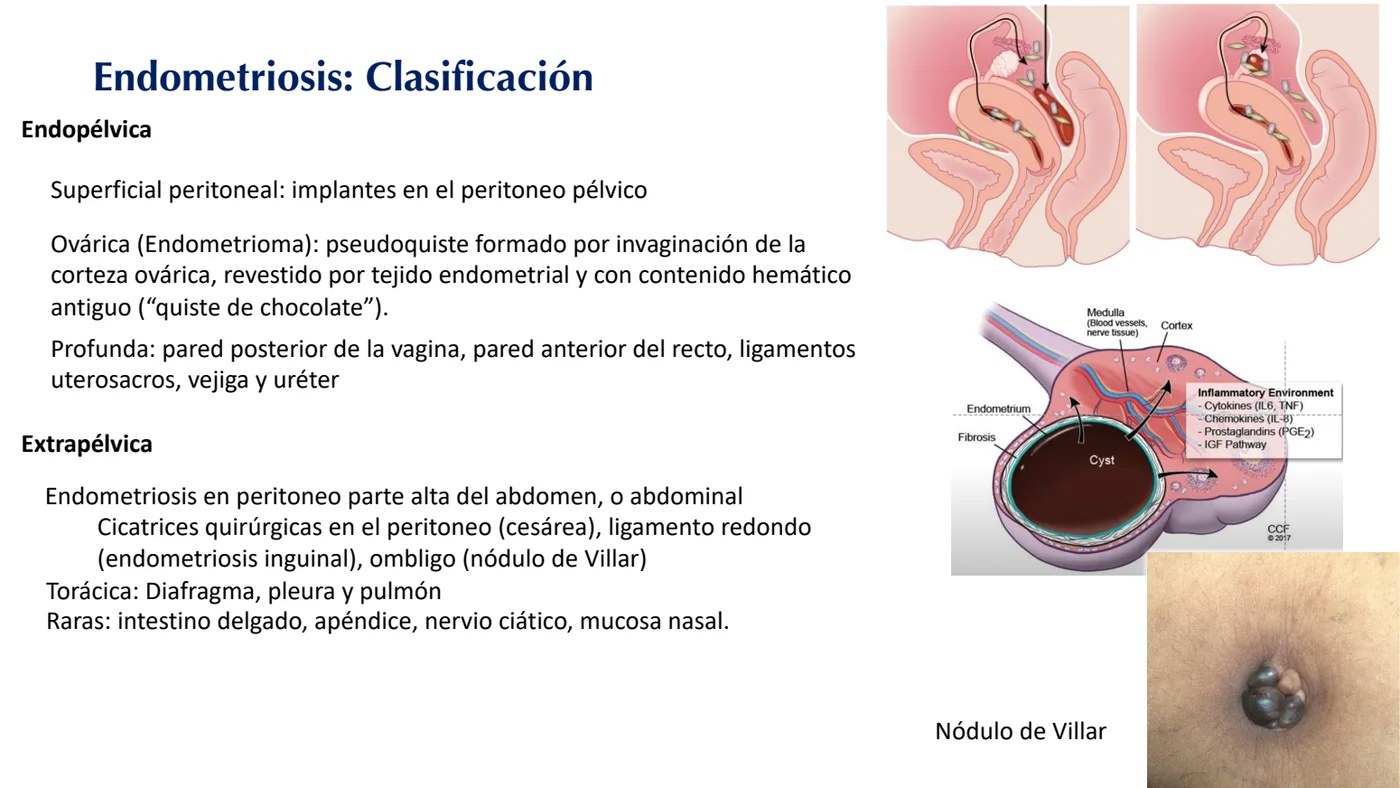 Endometriosis: Clasificación
Endopélvica
Superficial peritoneal: implantes en el peritoneo pélvico
Ovárica (Endometrioma): pseudoquiste formado por invaginación de la
corteza ovárica, revestido por tejido endometrial y con contenido hemático
antiguo (“quiste de chocolate”).
Profunda: pared posterior de la vagina, pared anterior del recto, ligamentos
uterosacros, vejiga y uréter
Extrapélvica
Endometriosis en peritoneo parte alta del abdomen, o abdominal
Cicatrices quirúrgicas en el peritoneo (cesárea), ligamento redondo
(endometriosis inguinal), ombligo (nódulo de Villar)
Torácica: Diafragma, pleura y pulmón
Raras: intestino delgado, apéndice, nervio ciático, mucosa nasal.
Medulla
(Blood vessels,
nerve tissue)
Cortex
Endometrium
Fibrosis
Cyst
Inflammatory Environment
- Cytokines (IL6, TNF)
- Chemokines (IL-8)
- Prostaglandins (PGE2)
- IGF Pathway
CCF
© 2017
Nódulo de Villar